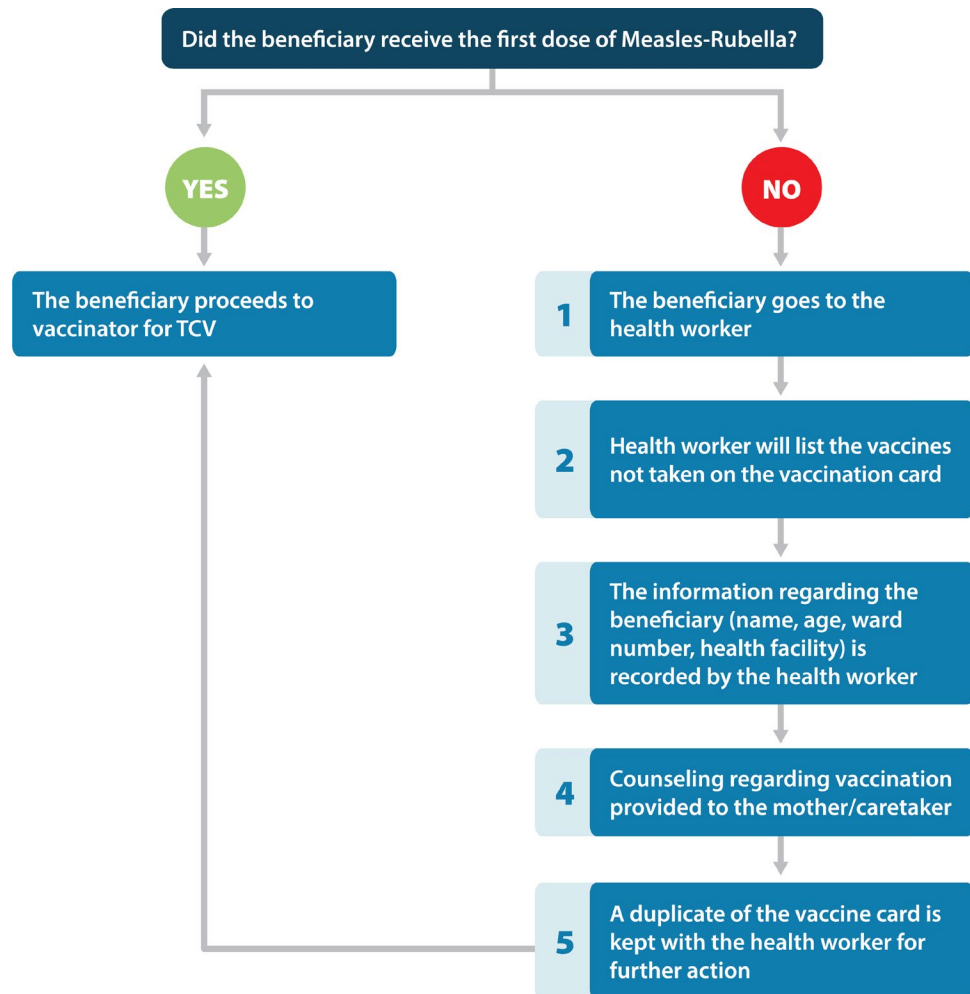 Did the beneficiary receive the first dose of Measles-Rubella?
YES
NO
The beneficiary proceeds to
vaccinator for TCV
1
The beneficiary goes to the
health worker
2
Health worker will list the vaccines
not taken on the vaccination card
3
The information regarding the
beneficiary (name, age, ward
number, health facility) is
recorded by the health worker
4
Counseling regarding vaccination
provided to the mother/caretaker
5
A duplicate of the vaccine card is
kept with the health worker for
further action